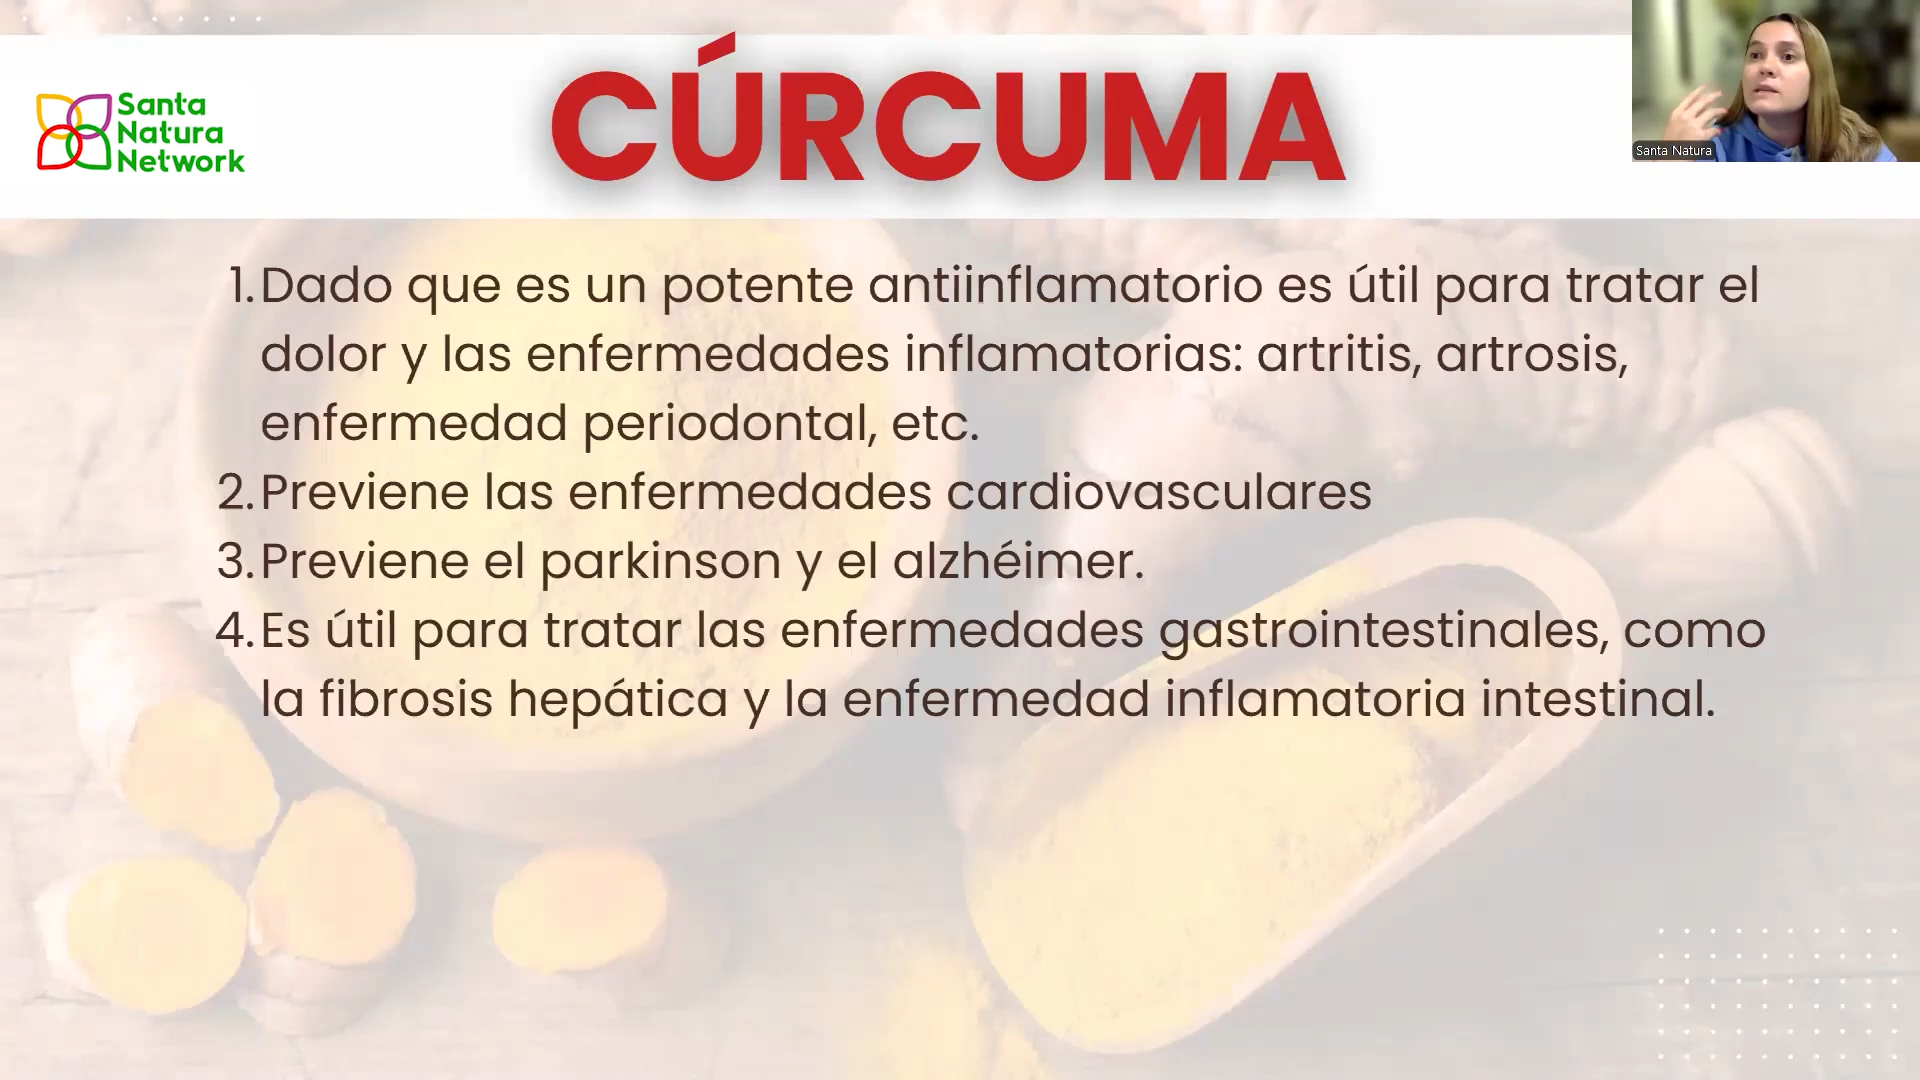 CÚRCUMA
Santa
Natura
Network
Santa Natura
1. Dado que es un potente antiinflamatorio es útil para tratar el
dolor y las enfermedades inflamatorias: artritis, artrosis,
enfermedad periodontal, etc.
2. Previene las enfermedades cardiovasculares
3. Previene el parkinson y el alzhéimer.
4. Es útil para tratar las enfermedades gastrointestinales, como
la fibrosis hepática y la enfermedad inflamatoria intestinal.